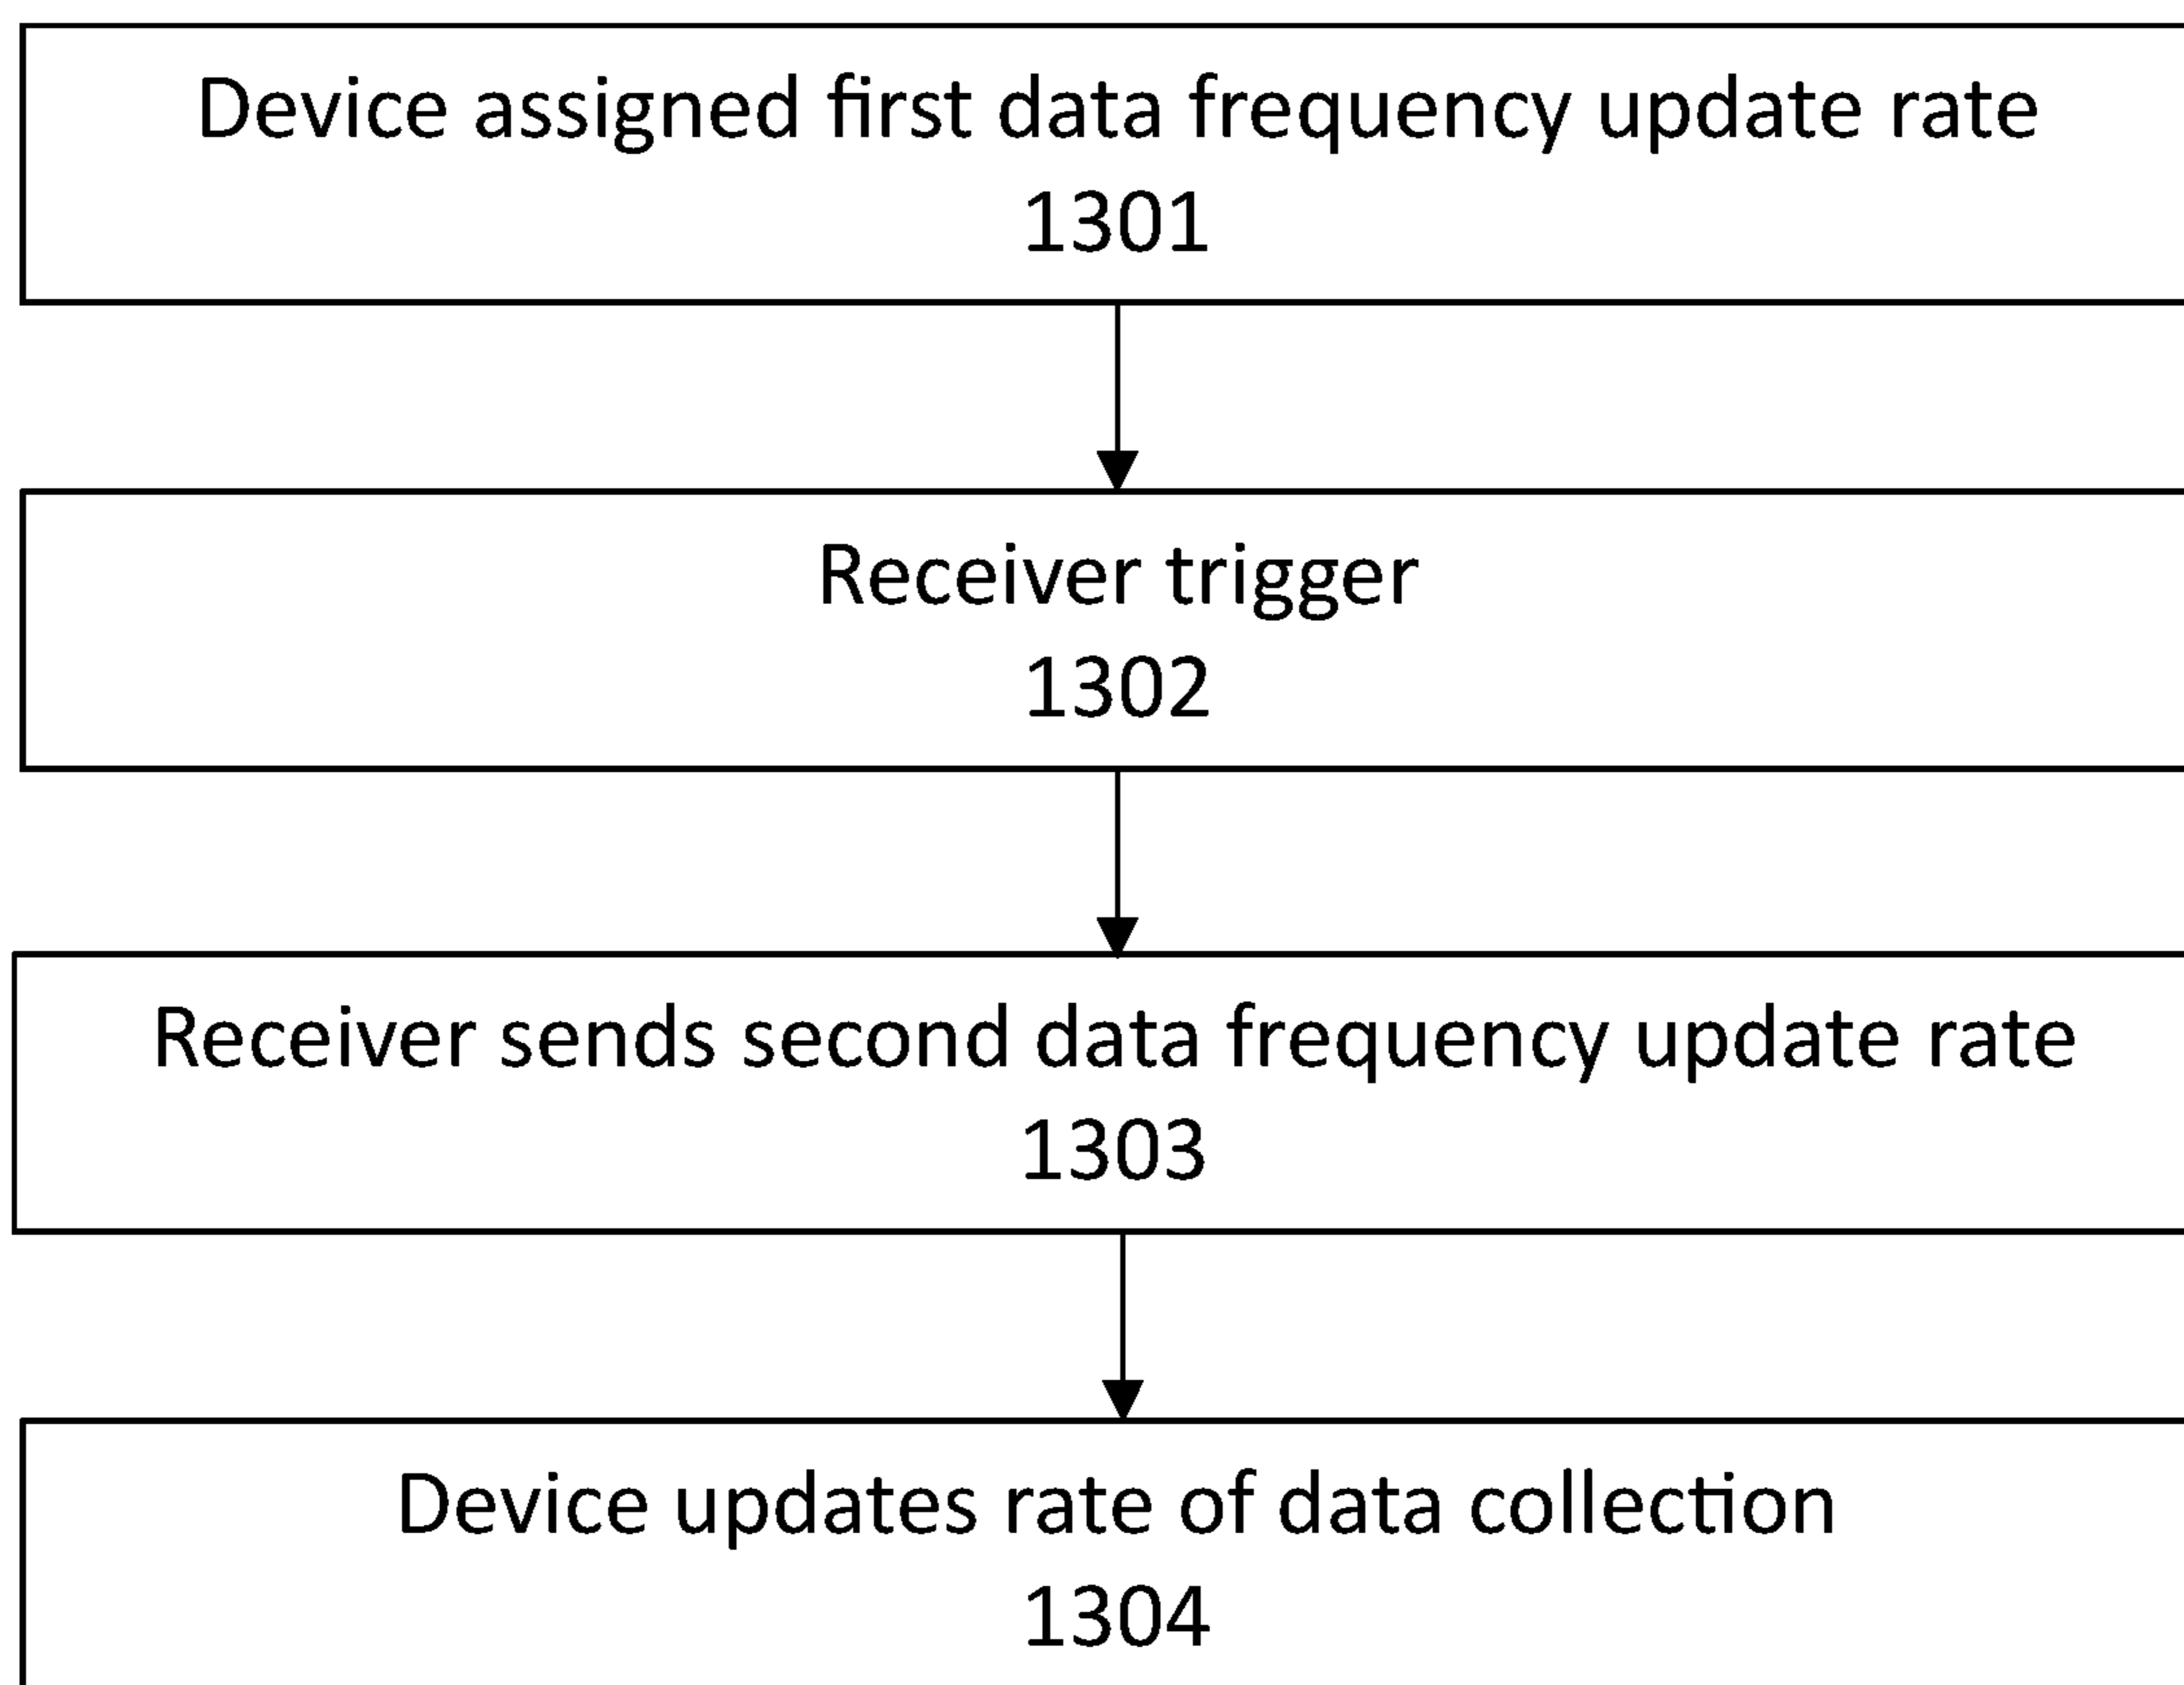 Device assigned first data frequency update rate
1301
Receiver trigger
1302
Receiver sends second data frequency update rate
1303
Device updates rate of data collection
1304